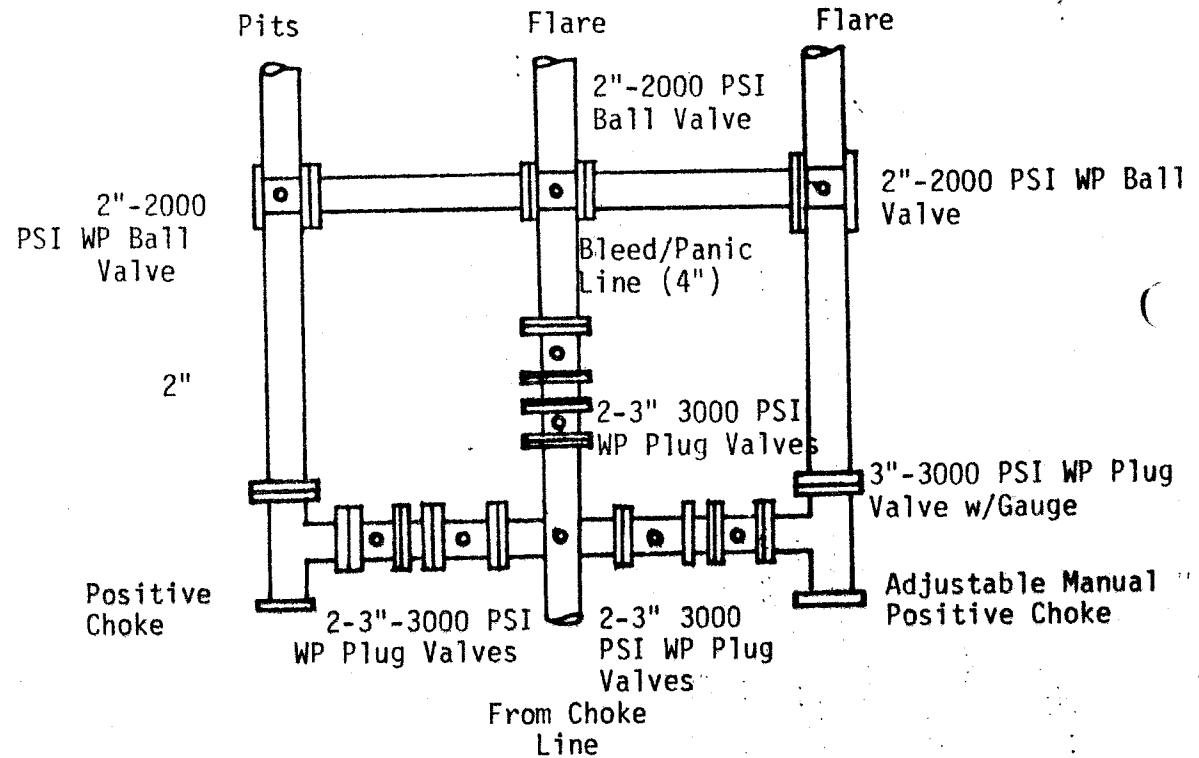 Pits
Flare
Flare
2"-2000 PSI
Ball Valve
2"-2000
PSI WP Ball
Valve
2"-2000 PSI WP Ball
Valve
Bleed/Panic
Line (4")
2"
2-3" 3000 PSI
WP Plug Valves
3"-3000 PSI WP Plug
Valve w/Gauge
Positive
Choke
2-3"-3000 PSI
WP Plug Valves
2-3" 3000
PSI WP Plug
Valves
Adjustable Manual
Positive Choke
From Choke
Line